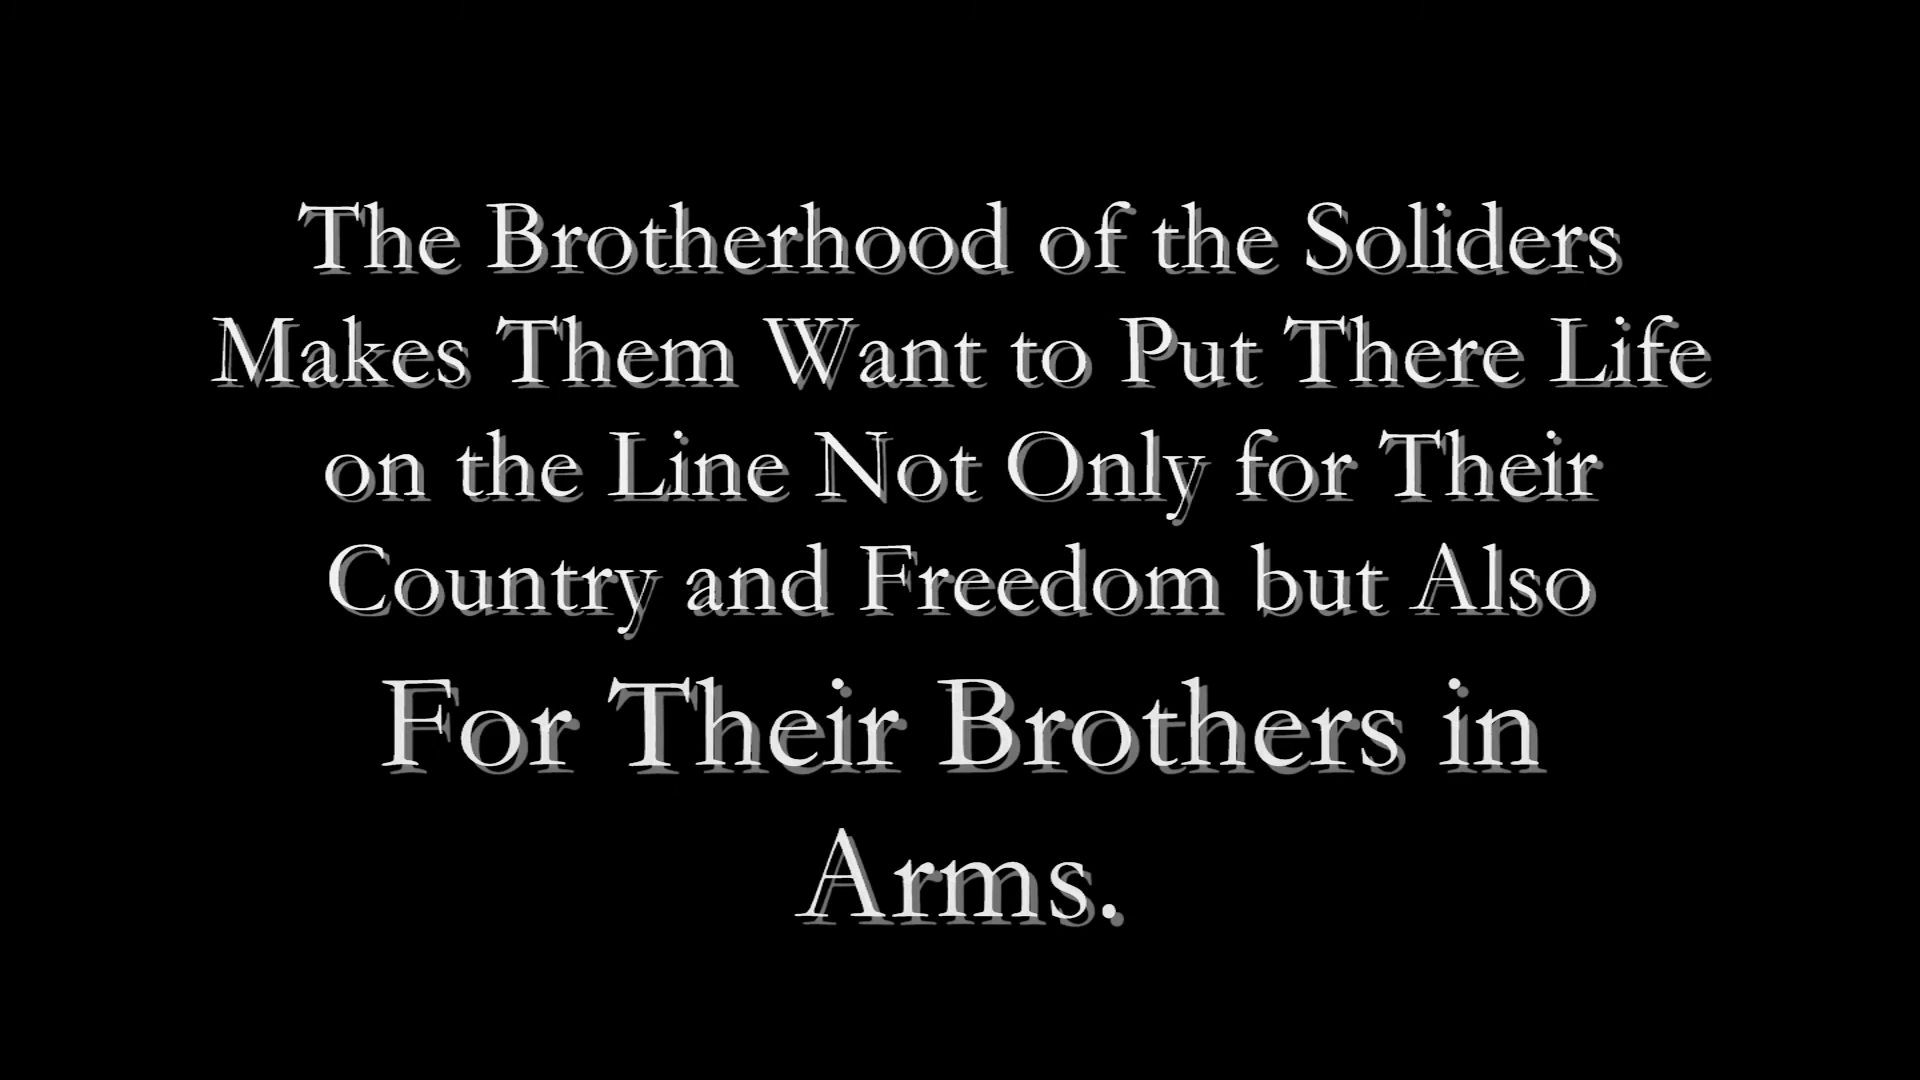 The Brotherhood of the Soliders
Makes Them Want to Put There Life
on the Line Not Only for Their
Country and Freedom but Also
For Their Brothers in
Arms.